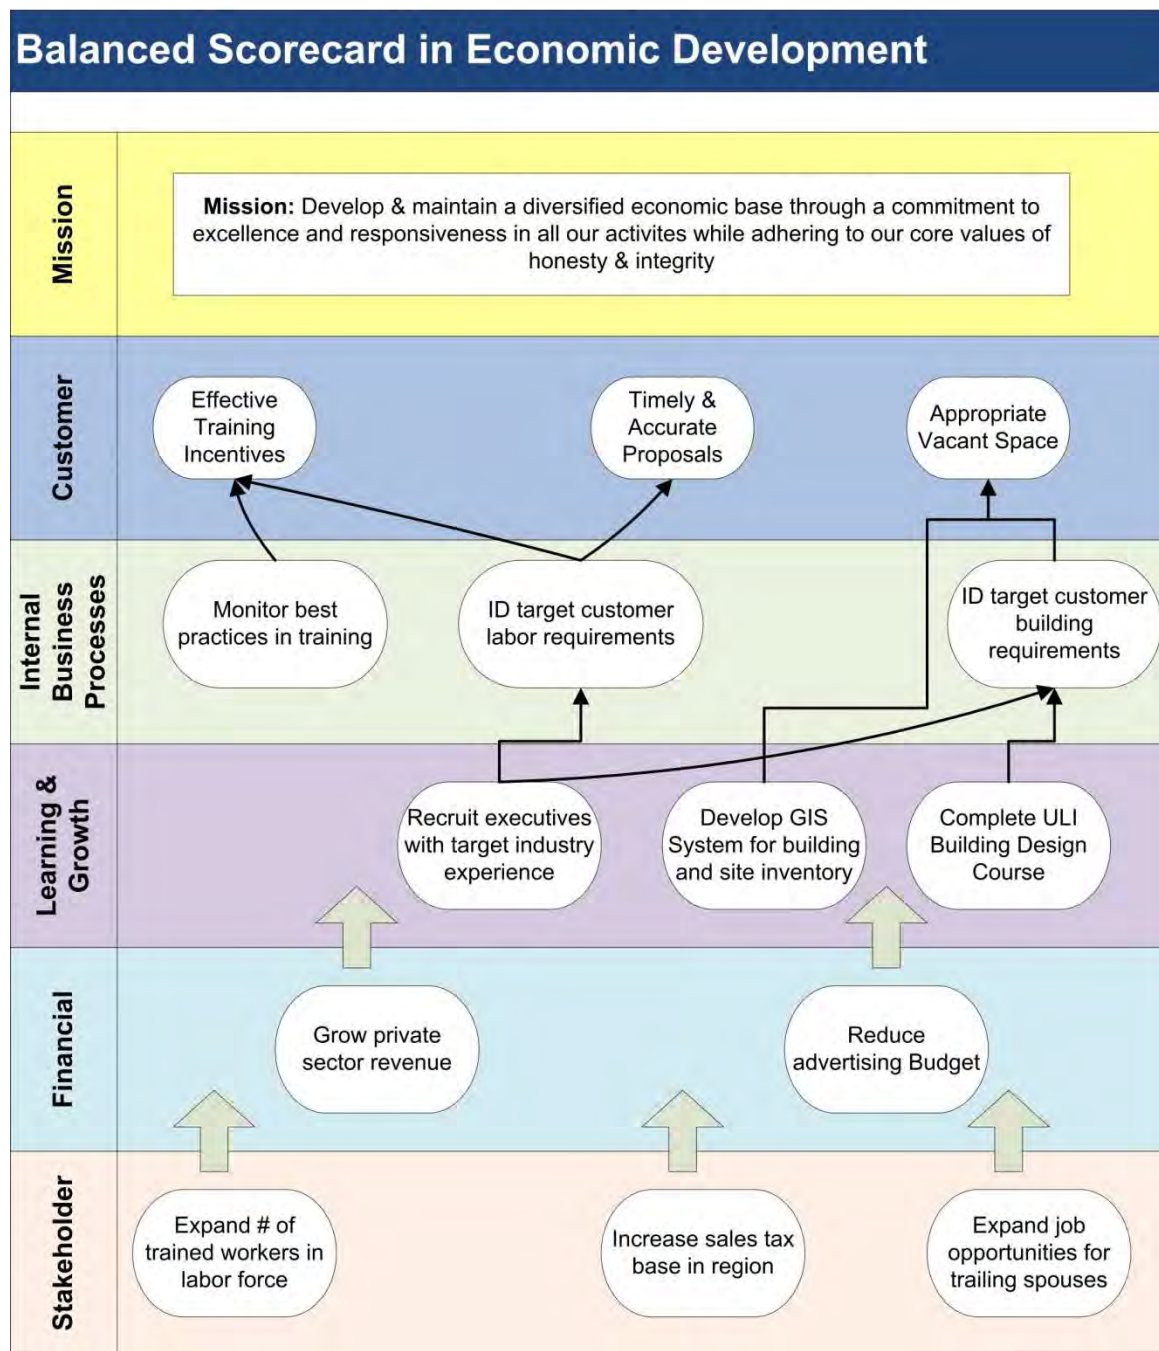 Balanced Scorecard in Economic Development
Mission
Mission: Develop & maintain a diversified economic base through a commitment to
excellence and responsiveness in all our activites while adhering to our core values of
honesty & integrity
Customer
Effective
Training
Incentives
Timely &
Accurate
Proposals
Appropriate
Vacant Space
Internal
Business
Processes
Monitor best
practices in training
ID target customer
labor requirements
ID target customer
building
requirements
Learning &
Growth
Recruit executives
with target industry
experience
Develop GIS
System for building
and site inventory
Complete ULI
Building Design
Course
Financial
Grow private
sector revenue
Reduce
advertising Budget
Stakeholder
Expand # of
trained workers in
labor force
Increase sales tax
base in region
Expand job
opportunities for
trailing spouses